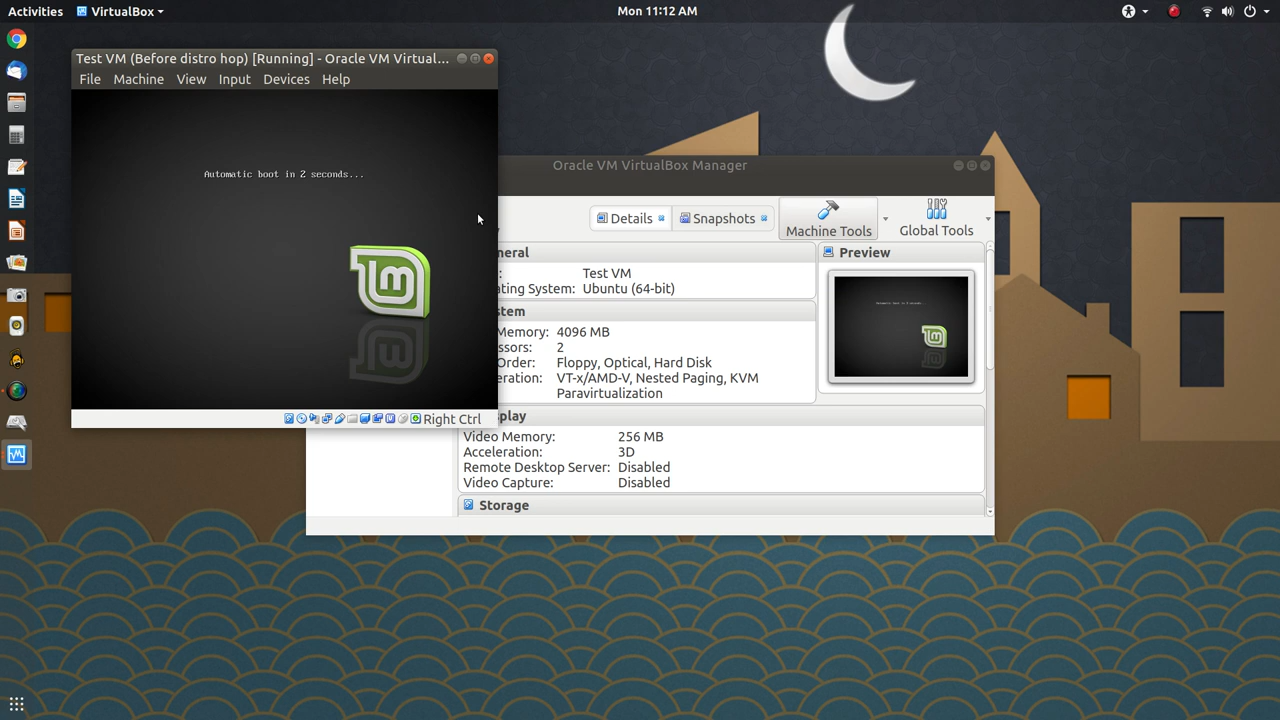 Activities
VirtualBox
Mon 11:12 AM
Test VM (Before distro hop) [Running] - Oracle VM Virtual...
File Machine View Input Devices Help
Automatic boot in 2 seconds...
lm
Right Ctrl
Oracle VM VirtualBox Manager
Details
Snapshots
Machine Tools
Global Tools
neral
: Test VM
ating System: Ubuntu (64-bit)
stem
Memory: 4096 MB
ssors: 2
Order: Floppy, Optical, Hard Disk
eration: VT-x/AMD-V, Nested Paging, KVM
Paravirtualization
play
Video Memory: 256 MB
Acceleration: 3D
Remote Desktop Server: Disabled
Video Capture: Disabled
Storage
Preview